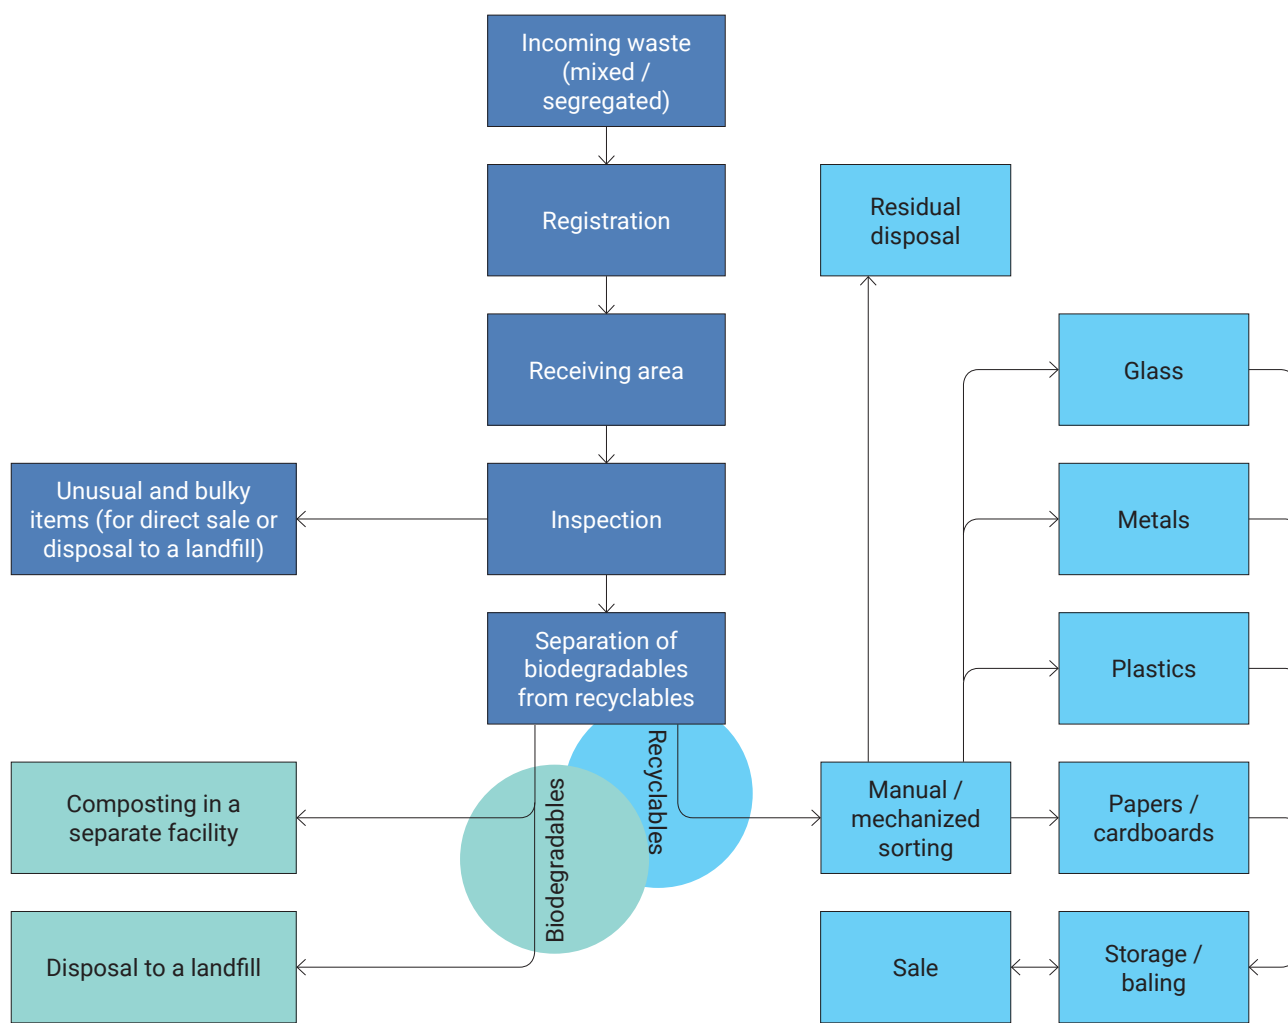 Incoming waste
(mixed /
segregated)
Registration
Residual
disposal
Receiving area
Glass
Unusual and bulky
items (for direct sale or
disposal to a landfill)
Inspection
Metals
Separation of
biodegradables
from recyclables
Plastics
Recyclables
Biodegradables
Composting in a
separate facility
Manual /
mechanized
sorting
Papers /
cardboards
Disposal to a landfill
Sale
Storage /
baling